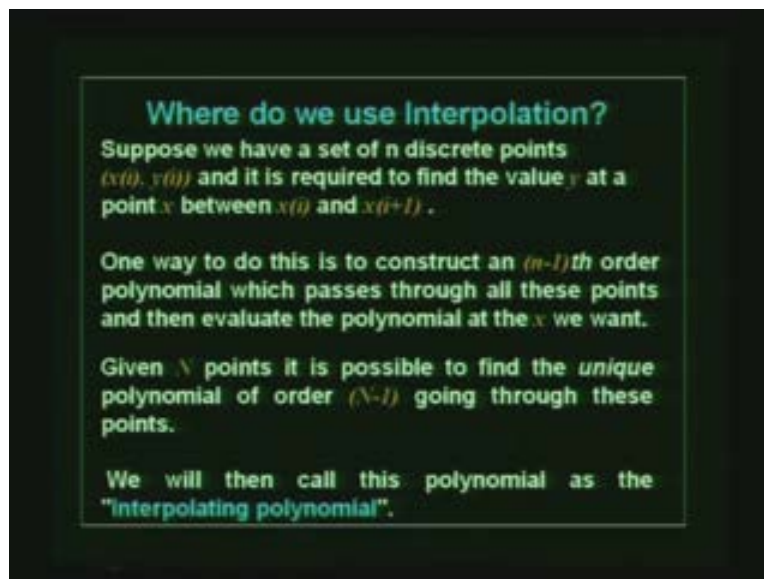 Where do we use Interpolation?
Suppose we have a set of n discrete points
(x(i), y(i)) and it is required to find the value y at a
point x between x(i) and x(i+1) .
One way to do this is to construct an (n-1)th order
polynomial which passes through all these points
and then evaluate the polynomial at the x we want.
Given N points it is possible to find the unique
polynomial of order (N-1) going through these
points.
We will then call this polynomial as the
"Interpolating polynomial".